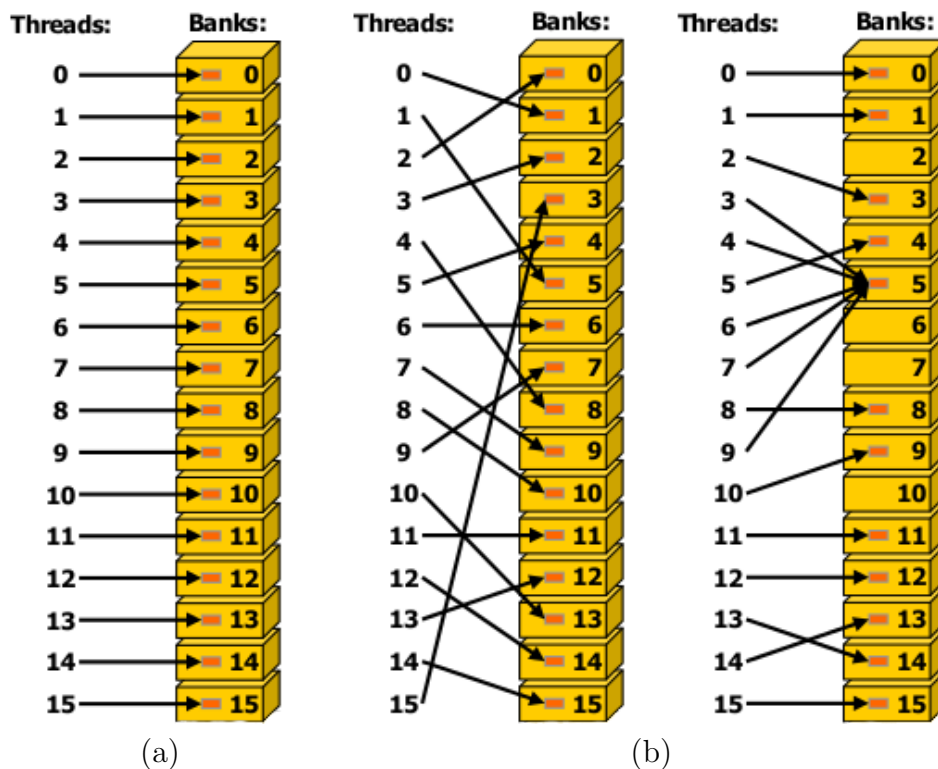 Threads: Banks: Threads: Banks: Threads: Banks:
0 0 0 0 0 0
1 1 1 1 1 1
2 2 2 2 2 2
3 3 3 3 3 3
4 4 4 4 4 4
5 5 5 5 5 5
6 6 6 6 6 6
7 7 7 7 7 7
8 8 8 8 8 8
9 9 9 9 9 9
10 10 10 10 10 10
11 11 11 11 11 11
12 12 12 12 12 12
13 13 13 13 13 13
14 14 14 14 14 14
15 15 15 15 15 15
(a) (b)